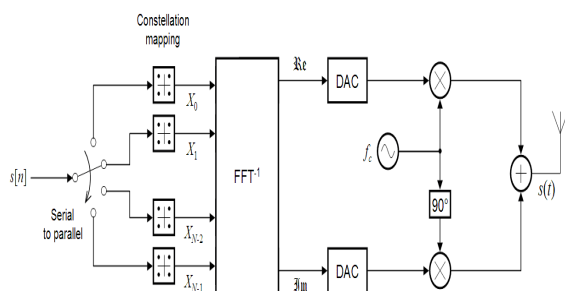 Constellation
mapping
s[n]
Serial
to parallel
X0
X1
XN-2
XN-1
FFT-1
ℜe
ℑm
DAC
DAC
fc
90°
s(t)